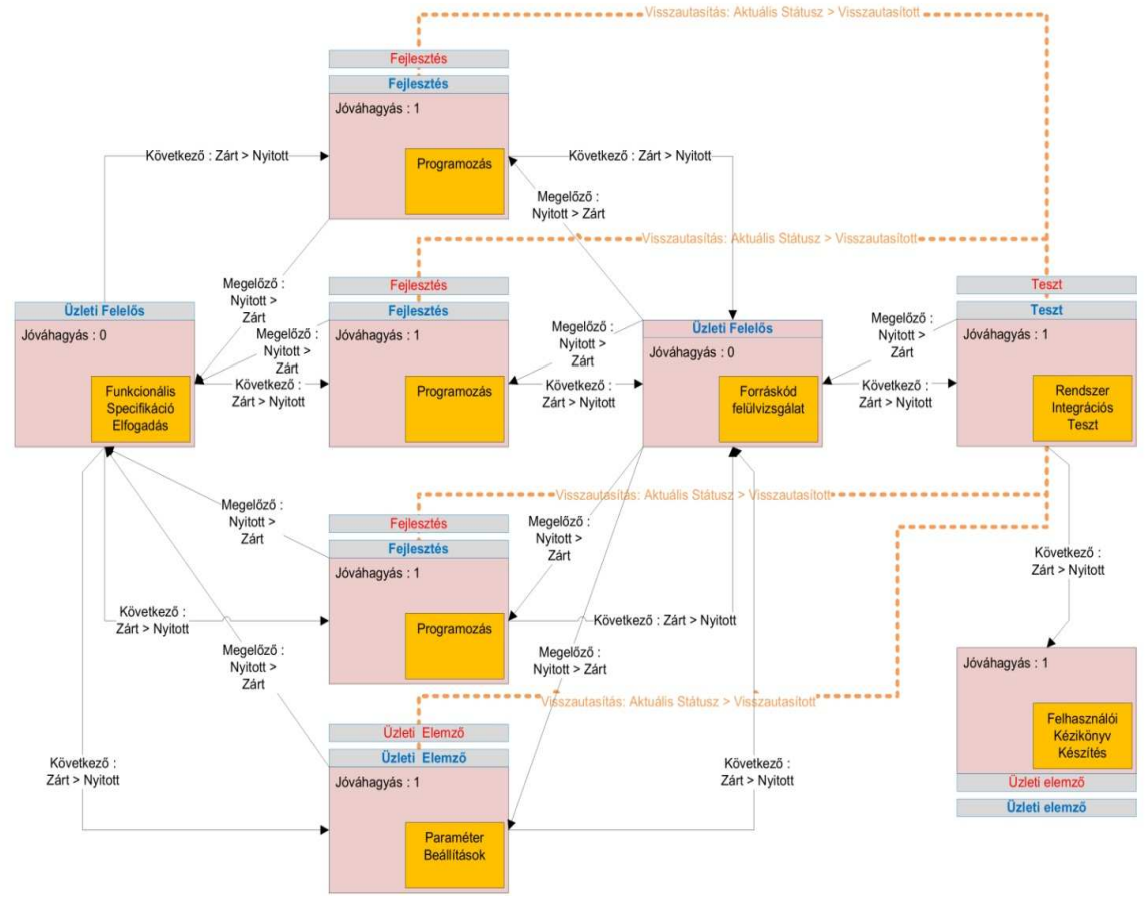 Visszautasítás: Aktuális Státusz > Visszautasított
Fejlesztés
Fejlesztés
Jóváhagyás : 1
Programozás
Következő : Zárt > Nyitott
Következő : Zárt > Nyitott
Megelőző :
Nyitott > Zárt
Visszautasítás: Aktuális Státusz > Visszautasított
Megelőző :
Nyitott >
Zárt
Fejlesztés
Fejlesztés
Jóváhagyás : 1
Programozás
Teszt
Teszt
Jóváhagyás : 1
Rendszer
Integrációs
Teszt
Üzleti Felelős
Jóváhagyás : 0
Funkcionális
Specifikáció
Elfogadás
Megelőző :
Nyitott >
Zárt
Következő :
Zárt > Nyitott
Megelőző :
Nyitott >
Zárt
Következő :
Zárt > Nyitott
Üzleti Felelős
Jóváhagyás : 0
Forráskód
felülvizsgálat
Megelőző :
Nyitott >
Zárt
Következő :
Zárt > Nyitott
Visszautasítás: Aktuális Státusz > Visszautasított
Megelőző :
Nyitott >
Zárt
Fejlesztés
Fejlesztés
Jóváhagyás : 1
Programozás
Megelőző :
Nyitott >
Zárt
Következő :
Zárt > Nyitott
Következő :
Zárt > Nyitott
Következő : Zárt > Nyitott
Megelőző :
Nyitott >
Zárt
Megelőző :
Nyitott > Zárt
Jóváhagyás : 1
Felhasználói
Kézikönyv
Készítés
Üzleti elemző
Üzleti elemző
Visszautasítás: Aktuális Státusz > Visszautasított
Üzleti Elemző
Üzleti Elemző
Jóváhagyás : 1
Paraméter
Beállítások
Következő :
Zárt > Nyitott
Következő :
Zárt > Nyitott